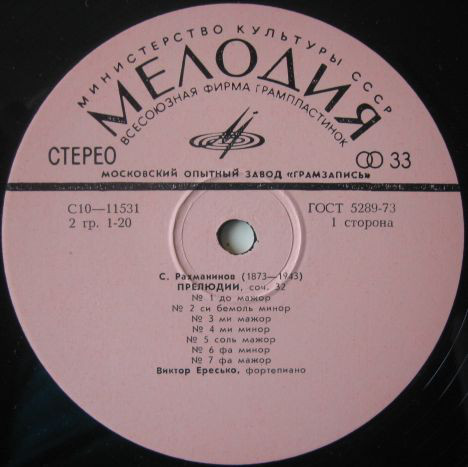 МИНИСТЕРСТВО КУЛЬТУРЫ СССР
МЕЛОДИЯ
ВСЕСОЮЗНАЯ ФИРМА ГРАМПЛАСТИНОК
СТЕРЕО
33
МОСКОВСКИЙ ОПЫТНЫЙ ЗАВОД «ГРАМЗАПИСЬ»
С10—11531
ГОСТ 5289-73
2 гр. 1-20
1 сторона
С. Рахманинов (1873—1943)
ПРЕЛЮДИИ, соч. 32
№ 1 до мажор
№ 2 си бемоль минор
№ 3 ми мажор
№ 4 ми минор
№ 5 соль мажор
№ 6 фа минор
№ 7 фа мажор
Виктор Ересько, фортепиано